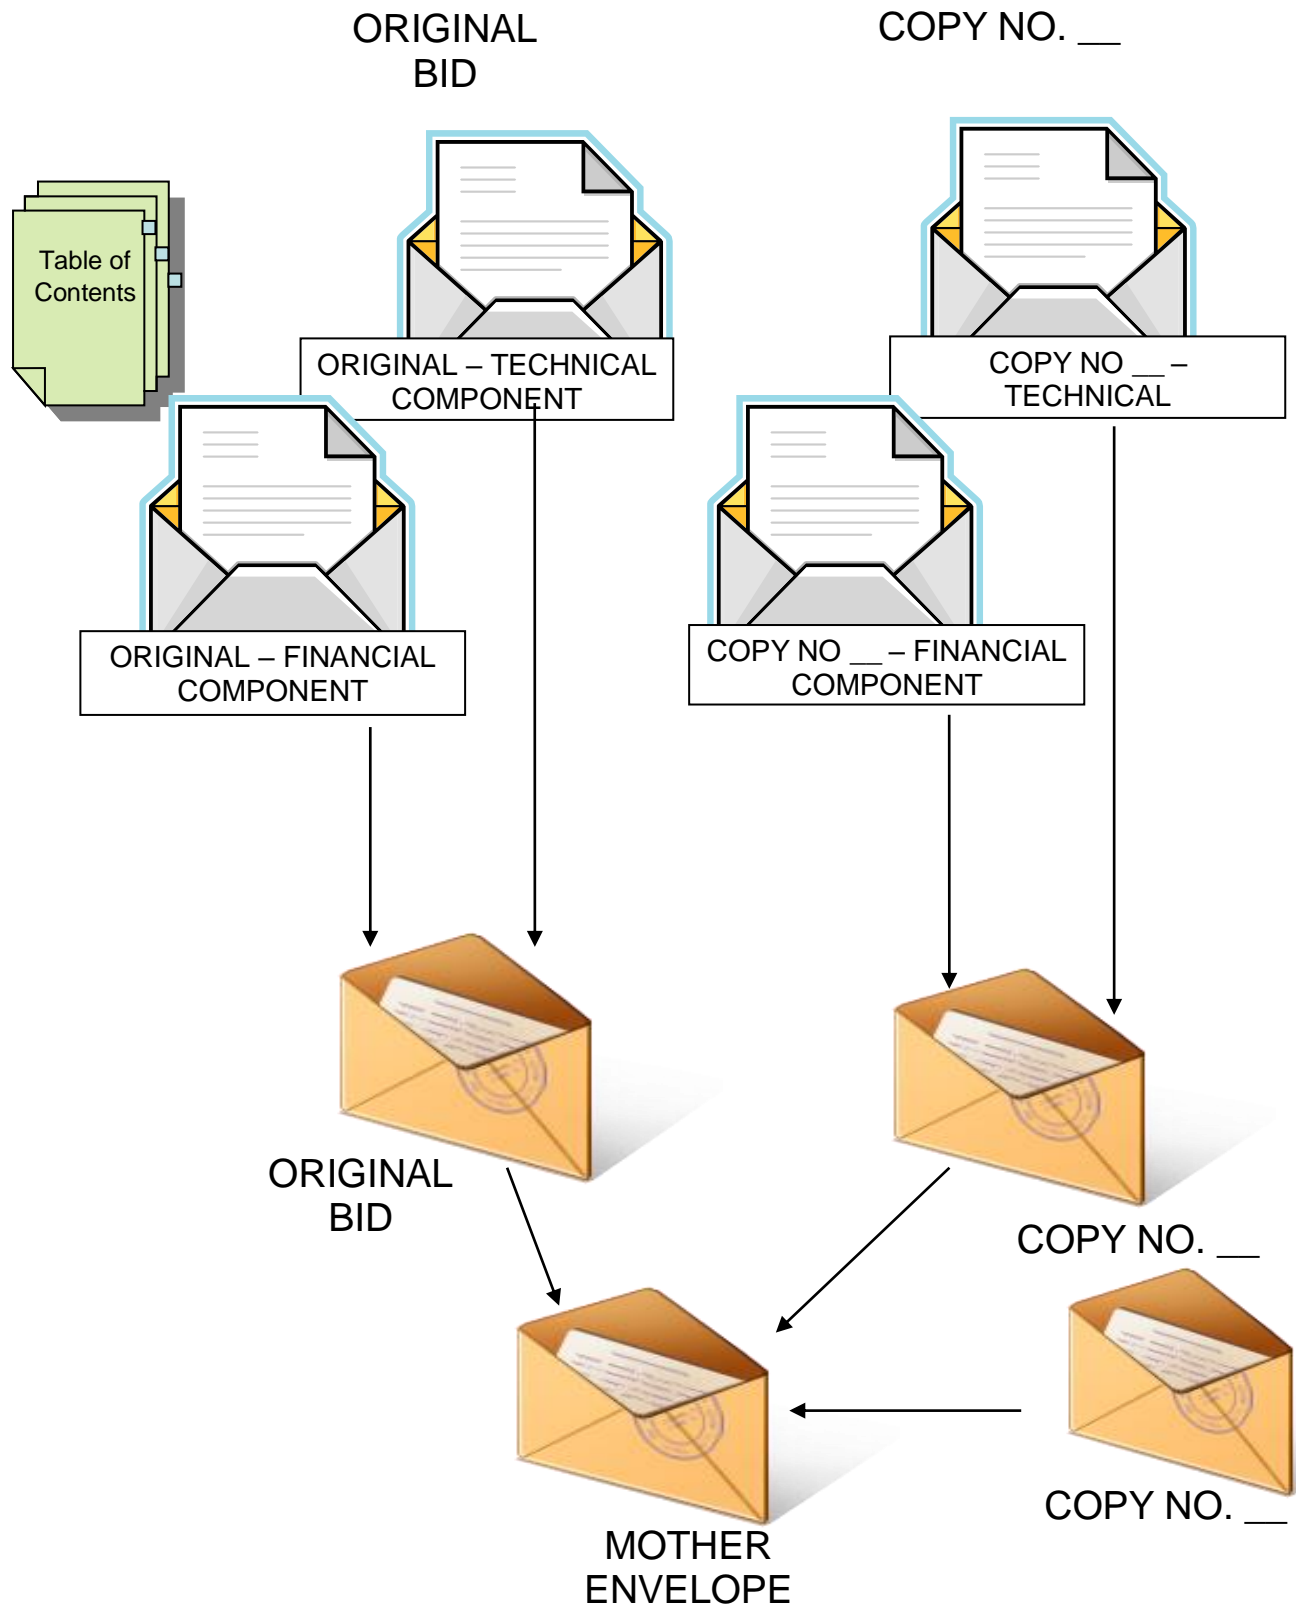 ORIGINAL
BID
COPY NO. __
Table of
Contents
ORIGINAL – TECHNICAL
COMPONENT
COPY NO __ –
TECHNICAL
ORIGINAL – FINANCIAL
COMPONENT
COPY NO __ – FINANCIAL
COMPONENT
ORIGINAL
BID
COPY NO. __
COPY NO. __
MOTHER
ENVELOPE